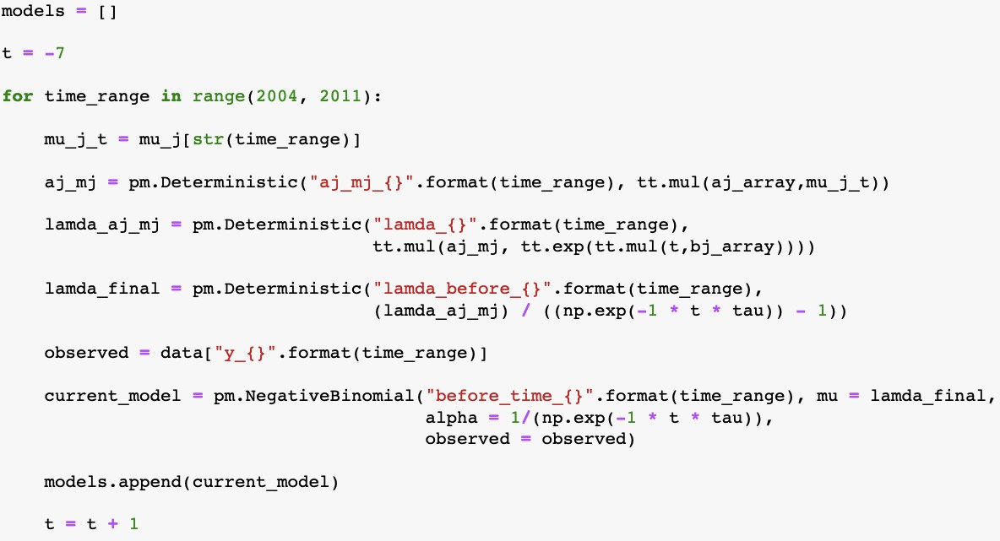 models = []
t = -7
for time_range in range(2004, 2011):
    mu_j_t = mu_j[str(time_range)]
    aj_mj = pm.Deterministic("aj_mj_{}".format(time_range), tt.mul(aj_array,mu_j_t))
    lamda_aj_mj = pm.Deterministic("lamda_{}".format(time_range),
                                   tt.mul(aj_mj, tt.exp(tt.mul(t,bj_array))))
    lamda_final = pm.Deterministic("lamda_before_{}".format(time_range),
                                   (lamda_aj_mj) / ((np.exp(-1 * t * tau)) - 1))
    observed = data["y_{}".format(time_range)]
    current_model = pm.NegativeBinomial("before_time_{}".format(time_range), mu = lamda_final,
                                        alpha = 1/(np.exp(-1 * t * tau)),
                                        observed = observed)
    models.append(current_model)
    t = t + 1